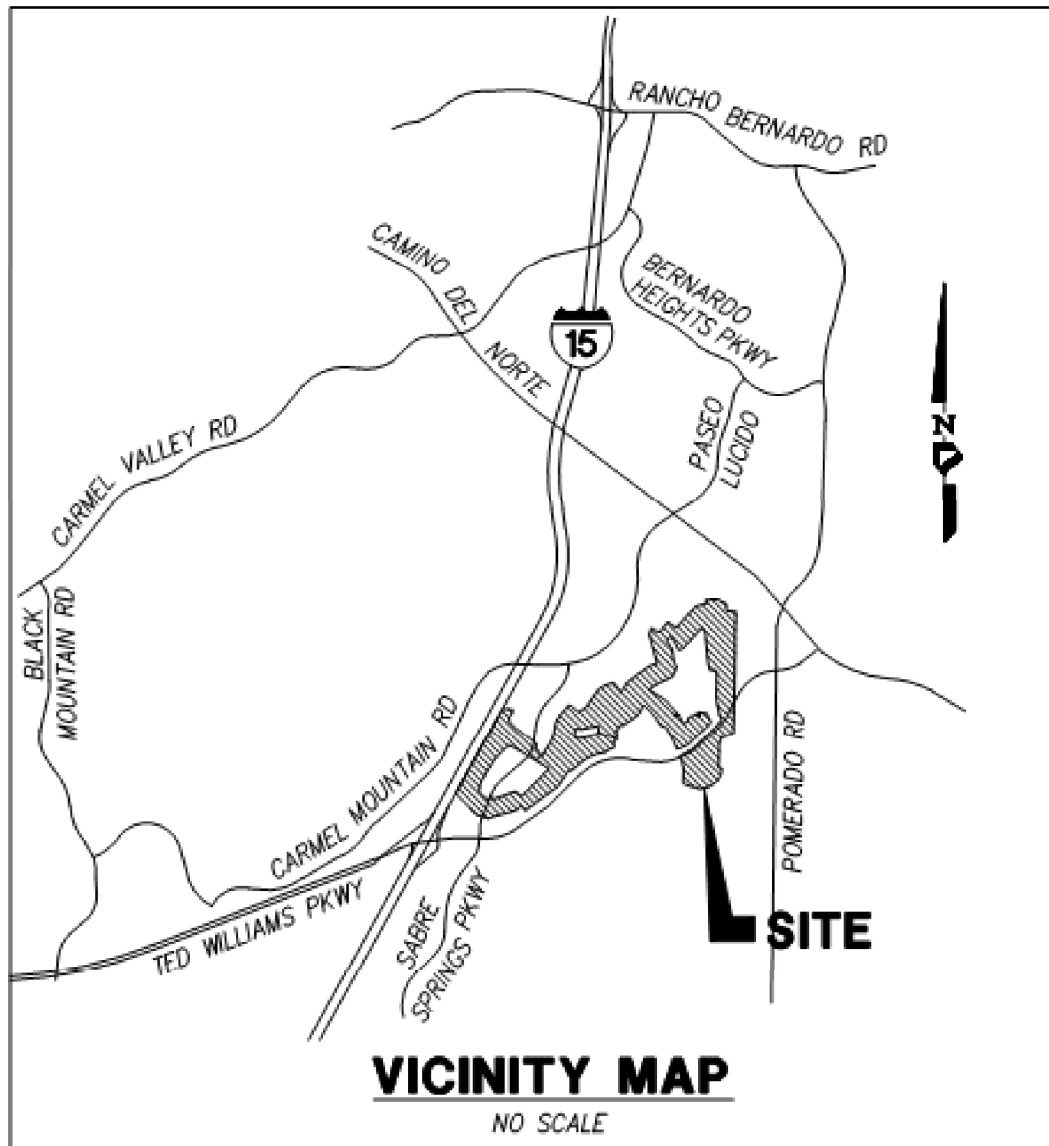 RANCHO BERNARDO RD
CAMINO DEL NORTE
BERNARDO
HEIGHTS PKWY
15
PASEO
LUCIDO
N
CARMEL VALLEY RD
BLACK
MOUNTAIN RD
CARMEL MOUNTAIN RD
POMERADO RD
TED WILLIAMS PKWY
SABRE
SPRINGS PKWY
SITE
VICINITY MAP
NO SCALE